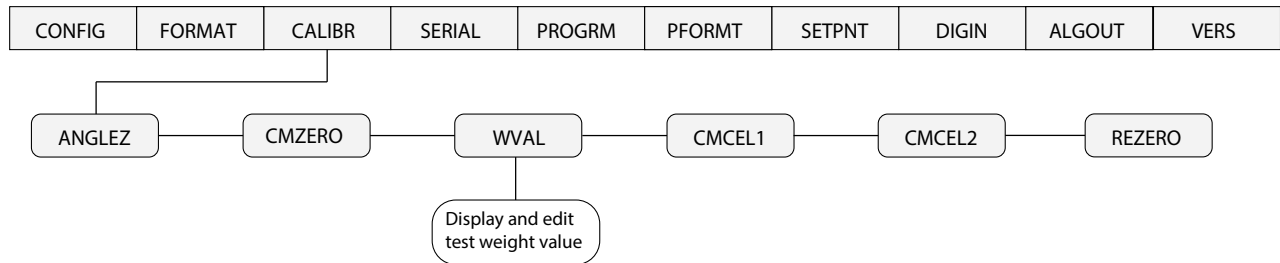 CONFIG FORMAT CALIBR SERIAL PROGRM PFORMT SETPNT DIGIN ALGOUT VERS
ANGLEZ CMZERO WVAL CMCEL1 CMCEL2 REZERO
Display and edit
test weight value